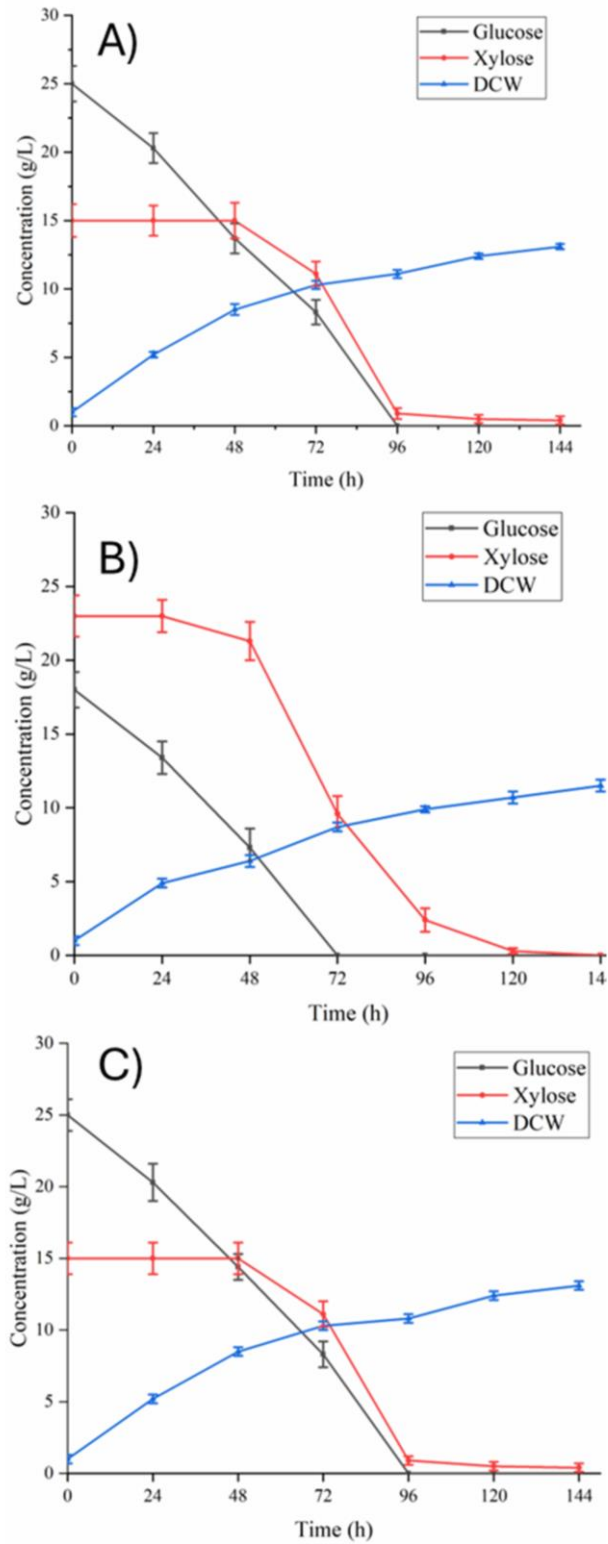 A)
Glucose
Xylose
DCW
30
25
20
15
10
5
0
Concentration (g/L)
0 24 48 72 96 120 144
Time (h)
B)
Glucose
Xylose
DCW
30
25
20
15
10
5
0
Concentration (g/L)
0 24 48 72 96 120 14
Time (h)
C)
Glucose
Xylose
DCW
30
25
20
15
10
5
0
Concentration (g/L)
0 24 48 72 96 120 144
Time (h)